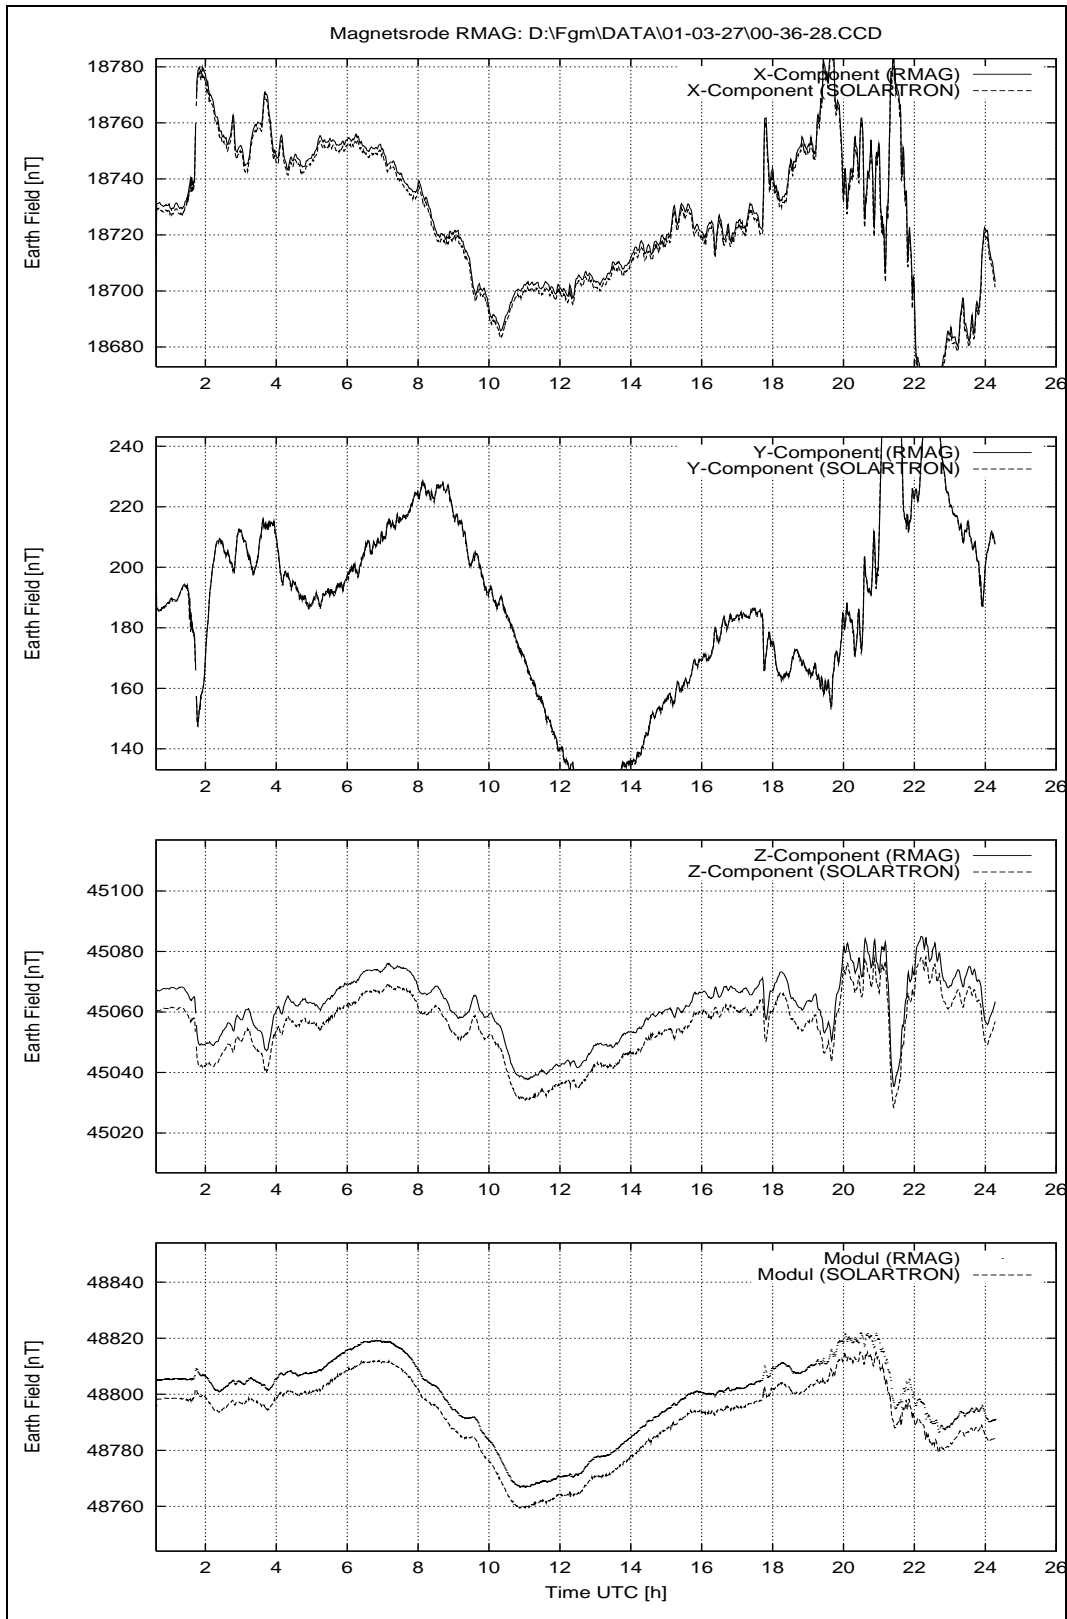 Magnetsrode RMAG: D:\Fgm\DATA\01-03-27\00-36-28.CCD
Earth Field [nT]
18780
18760
18740
18720
18700
18680
X-Component (RMAG)
X-Component (SOLARTRON)
2 4 6 8 10 12 14 16 18 20 22 24 26
Earth Field [nT]
240
220
200
180
160
140
Y-Component (RMAG)
Y-Component (SOLARTRON)
2 4 6 8 10 12 14 16 18 20 22 24 26
Earth Field [nT]
45100
45080
45060
45040
45020
Z-Component (RMAG)
Z-Component (SOLARTRON)
2 4 6 8 10 12 14 16 18 20 22 24 26
Earth Field [nT]
48840
48820
48800
48780
48760
Modul (RMAG)
Modul (SOLARTRON)
2 4 6 8 10 12 14 16 18 20 22 24 26
Time UTC [h]